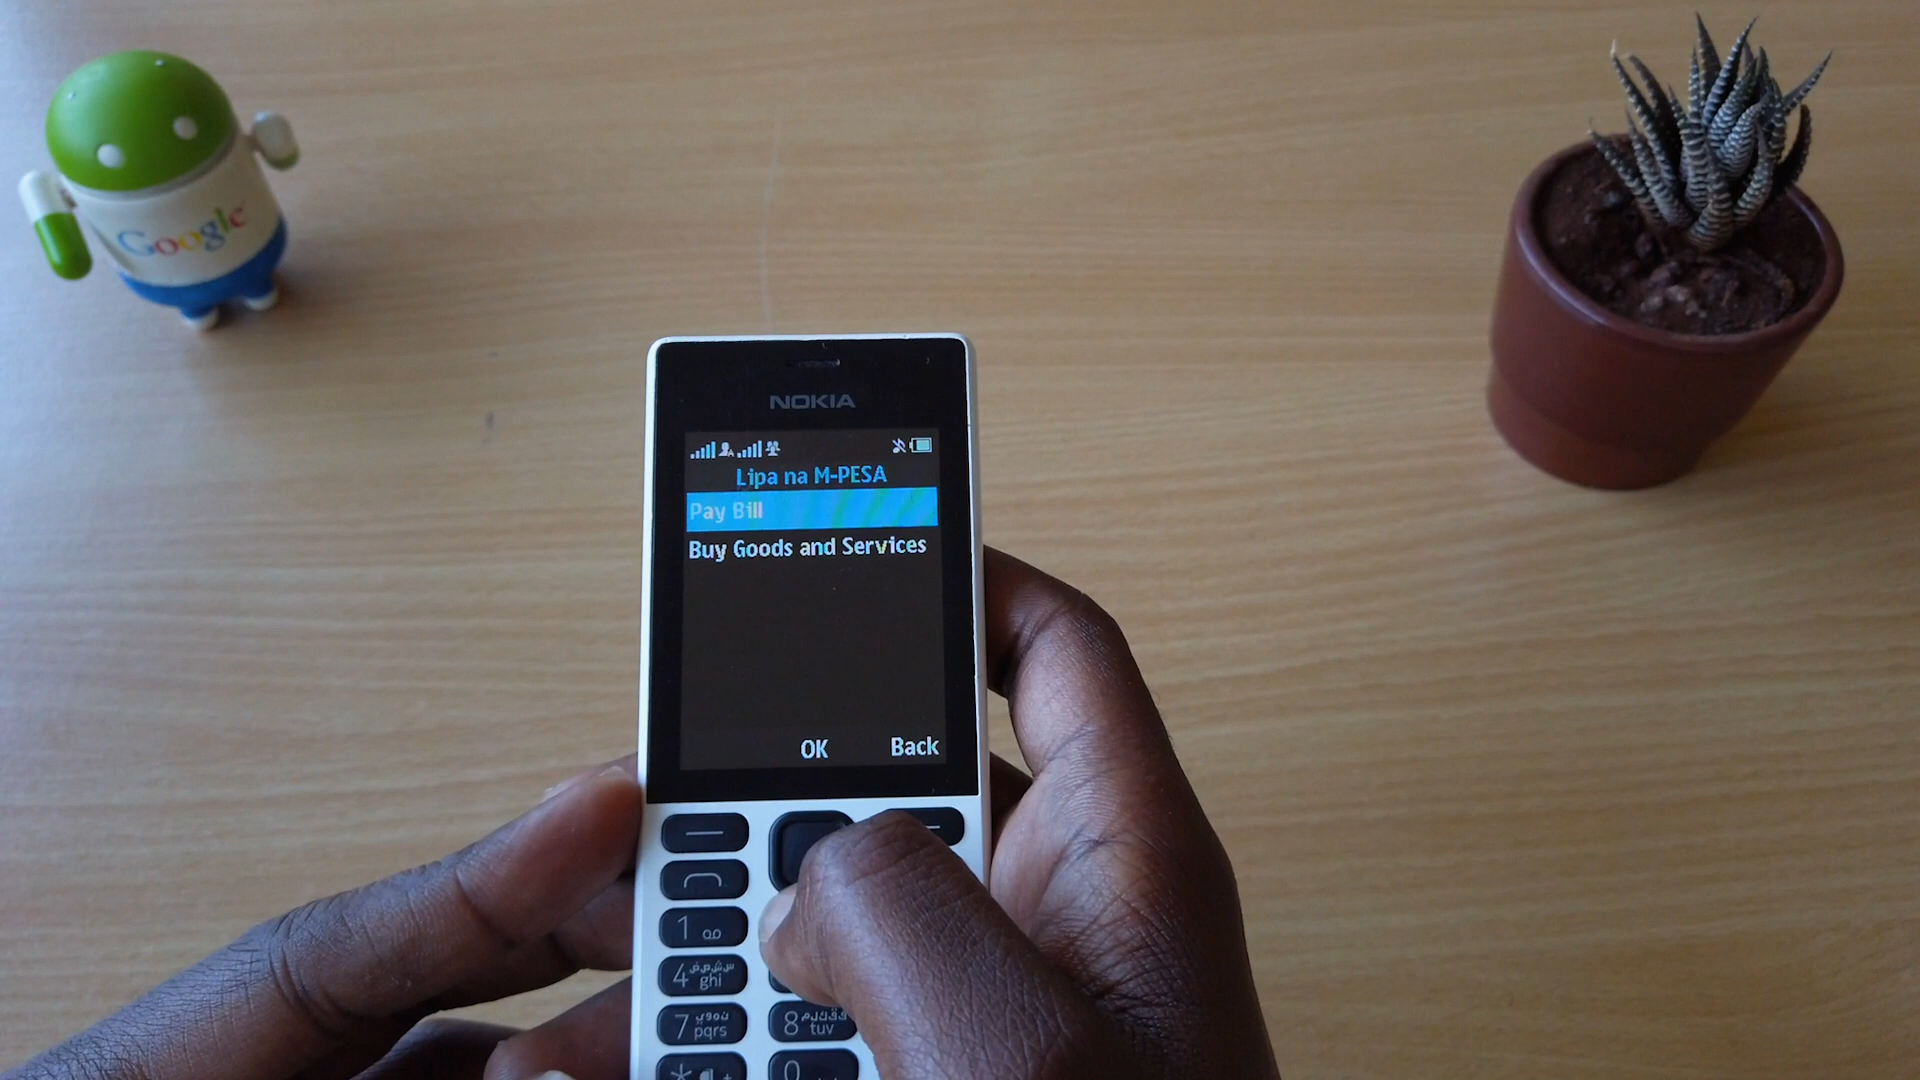 Google
NOKIA
Lipa na M-PESA
Pay Bill
Buy Goods and Services
OK
Back
1
4 ghi
7 pqrs
8 tuv
*
0